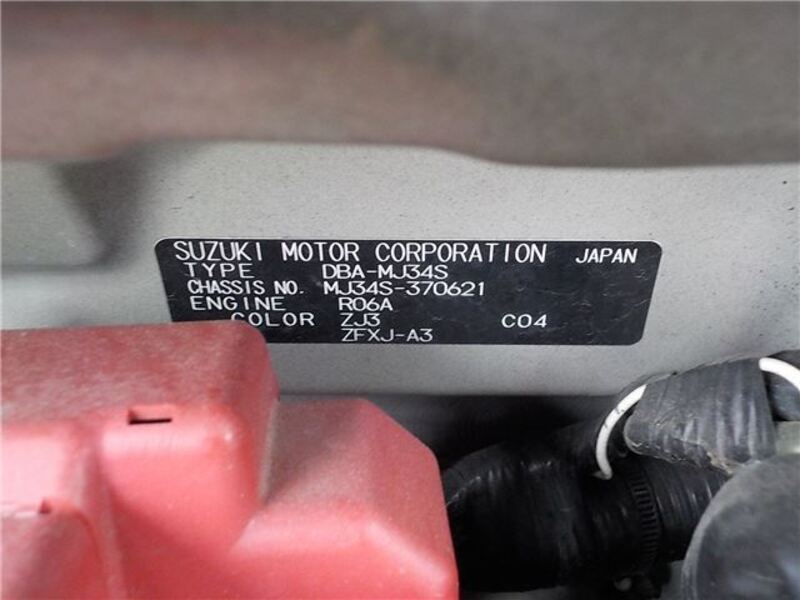 SUZUKI MOTOR CORPORATION JAPAN
TYPE DBA-MJ34S
CHASSIS NO. MJ34S-370621
ENGINE R06A
COLOR ZJ3 C04
ZFXJ-A3